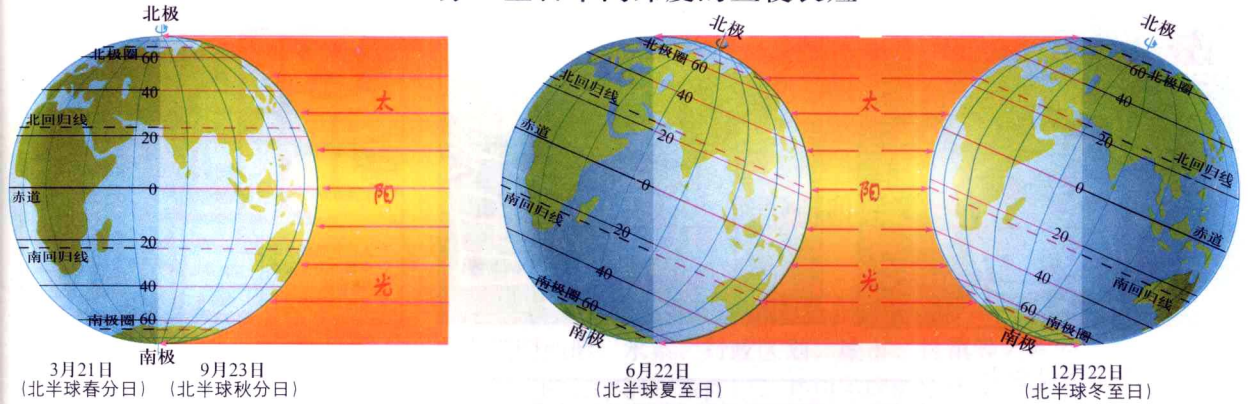 北极
北极圈
60
40
北回归线
20
赤道
0
20
南回归线
40
南极圈
60
南极
3月21日
(北半球春分日)
9月23日
(北半球秋分日)
太
阳
光
北极
北极圈 60
40
北回归线
20
赤道
0
南回归线
20
40
南极圈 60
南极
6月22日
(北半球夏至日)
太
阳
光
北极
60 北极圈
40
20
北回归线
0
赤道
20
南回归线
40
60
南极圈
南极
12月22日
(北半球冬至日)